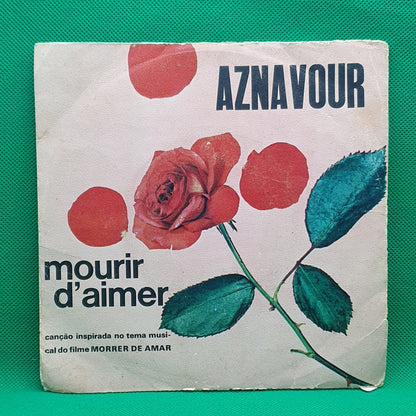 AZNAVOUR
mourir
d'aimer
canção inspirada no tema musi-
cal do filme MORRER DE AMAR